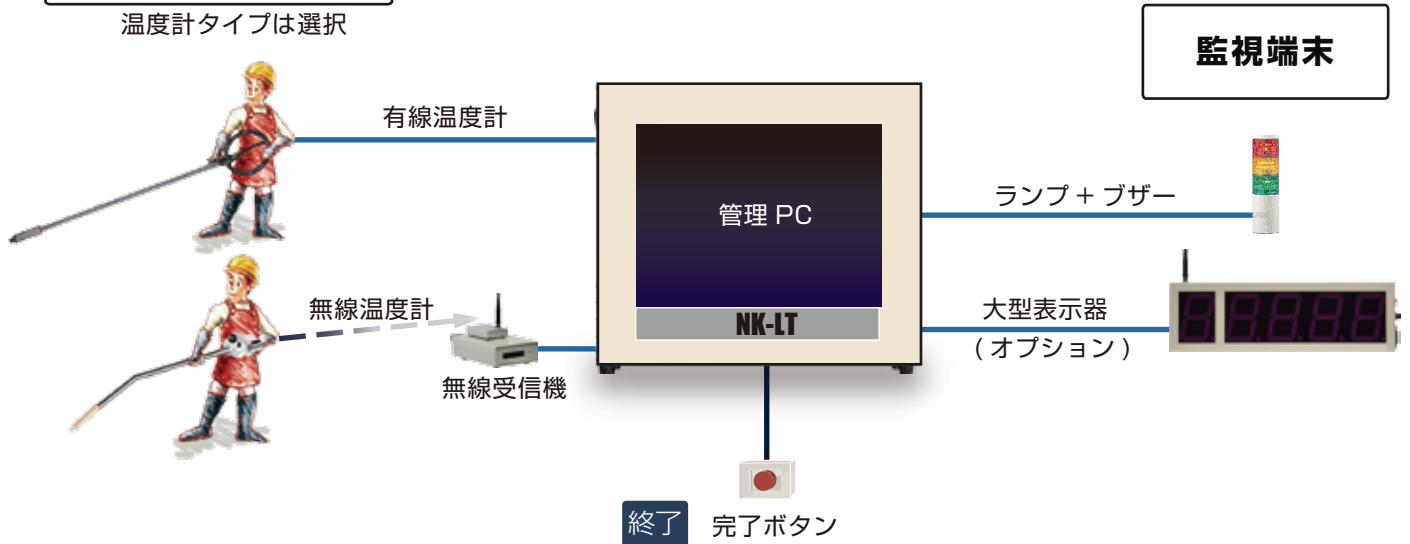 温度計タイプは選択
監視端末
有線温度計
ランプ + ブザー
管理 PC
無線温度計
大型表示器
( オプション )
NK-LT
無線受信機
終了
完了ボタン